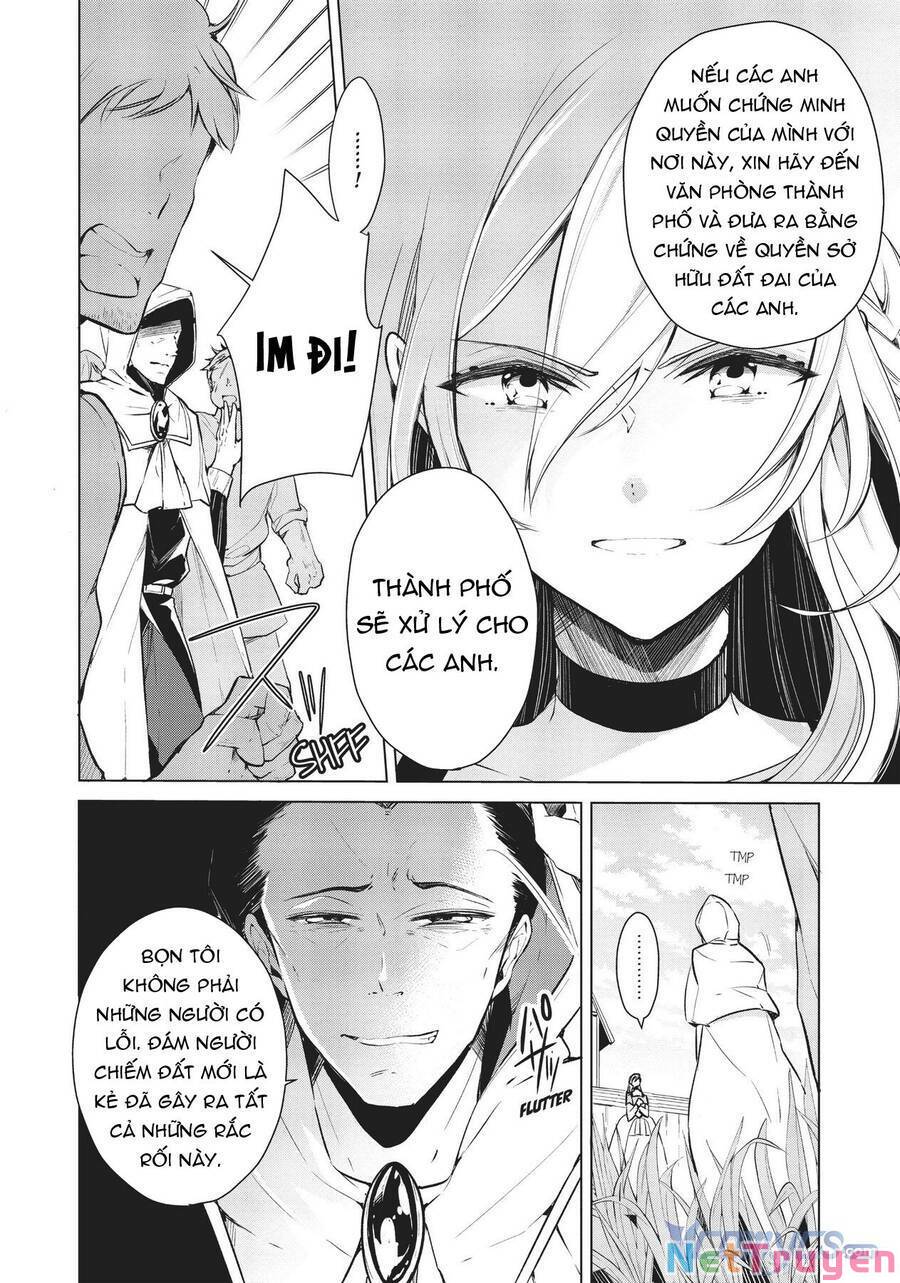 NẾU CÁC ANH
MUỐN CHỨNG MINH
QUYỀN CỦA MÌNH VỚI
NƠI NÀY, XIN HÃY ĐẾN
VĂN PHÒNG THÀNH
PHỐ VÀ ĐƯA RA BẰNG
CHỨNG VỀ QUYỀN SỞ
HỮU ĐẤT ĐAI CỦA
CÁC ANH.
THÀNH PHỐ
SẼ XỬ LÝ CHO
CÁC ANH.
........!
IM ĐI!
SHFF
TMP
TMP
.........
BỌN TÔI
KHÔNG PHẢI
NHỮNG NGƯỜI CÓ
LỖI. ĐÁM NGƯỜI
CHIẾM ĐẤT MỚI LÀ
KẺ ĐÃ GÂY RA TẤT
CẢ NHỮNG RẮC
RỐI NÀY.
バサッ
FLUTTER
NetTruyen